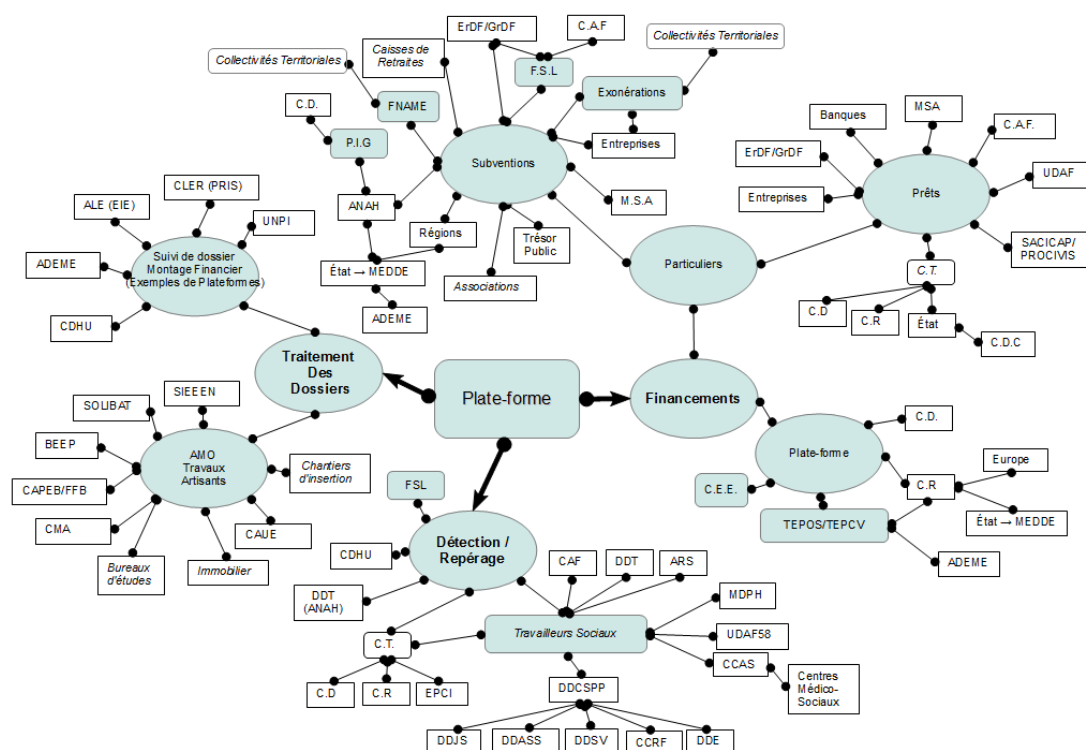 ErDF/GrDF
C.A.F
Collectivités Territoriales
Caisses de
Retraites
Collectivités Territoriales
F.S.L
Exonérations
C.D.
FNAME
P.I.G
Subventions
Entreprises
ANAH
M.S.A
Régions
Trésor
Public
État → MEDDE
Associations
ADEME
Banques
MSA
C.A.F.
ErDF/GrDF
UDAF
Entreprises
Prêts
SACICAP/
PROCIVIS
C.T.
C.D
C.R
État
C.D.C
Particuliers
CLER (PRIS)
ALE (EIE)
UNPI
ADEME
Suivi de dossier
Montage Financier
(Exemples de Plateformes)
CDHU
Traitement
Des
Dossiers
Plate-forme
Financements
SIEEEN
SOLIBAT
BEEP
AMO
Travaux
Artisants
Chantiers
d'insertion
CAPEB/FFB
CMA
CAUE
Bureaux
d'études
Immobilier
C.D.
Plate-forme
Europe
C.E.E.
C.R
TEPOS/TEPCV
État → MEDDE
ADEME
FSL
Détection /
Repérage
CDHU
DDT
(ANAH)
CAF
DDT
ARS
MDPH
C.T.
Travailleurs Sociaux
UDAF58
CCAS
Centres
Médico-
Sociaux
C.D
C.R
EPCI
DDCSPP
DDJS
DDASS
DDSV
CCRF
DDE